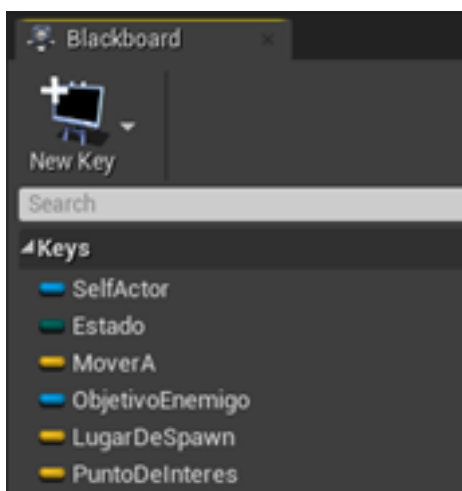 Blackboard
New Key
Search
Keys
SelfActor
Estado
MoverA
ObjetivoEnemigo
LugarDeSpawn
PuntoDeInteres